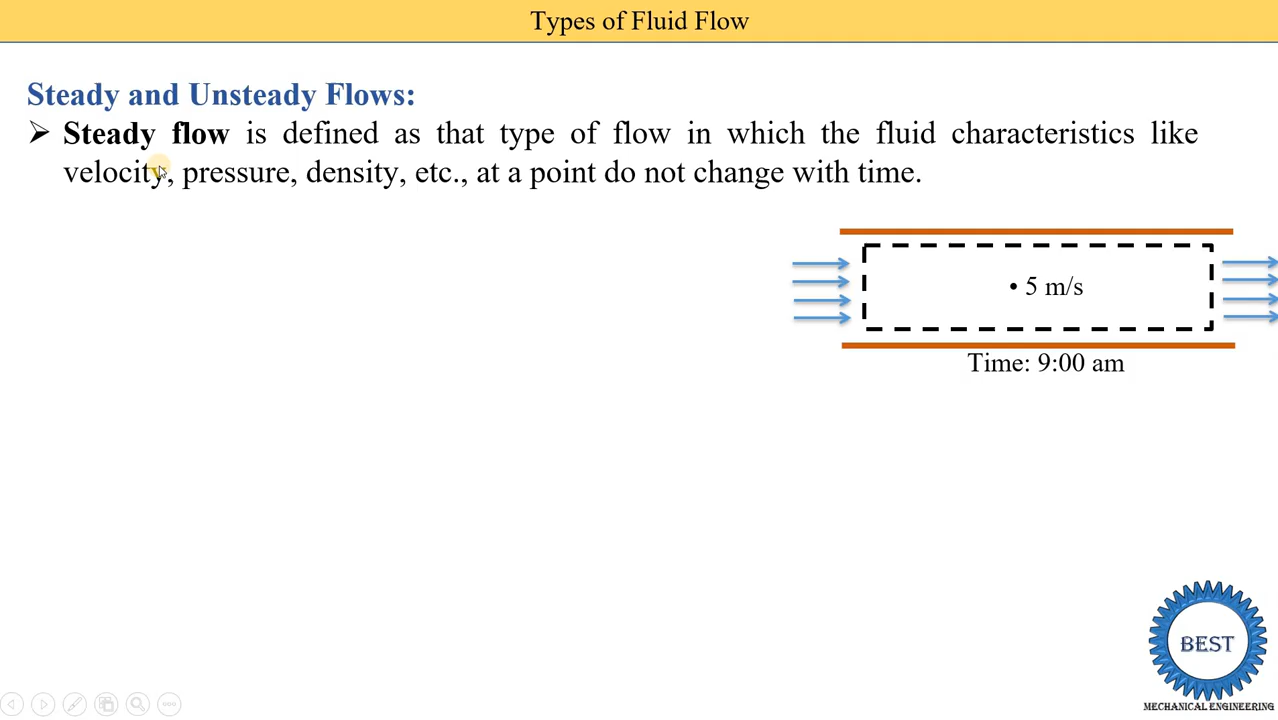 Types of Fluid Flow
Steady and Unsteady Flows:
➢ Steady flow is defined as that type of flow in which the fluid characteristics like
velocity, pressure, density, etc., at a point do not change with time.
• 5 m/s
Time: 9:00 am
BEST
MECHANICAL ENGINEERING